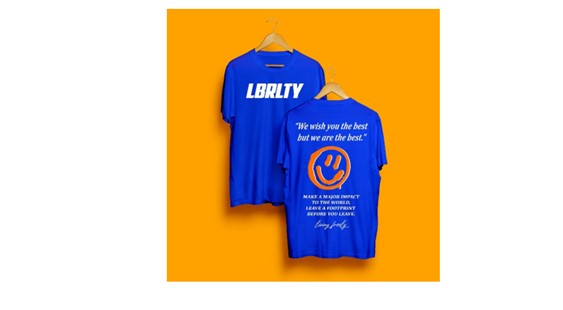 LBRLTY
"We wish you the best
but we are the best."
MAKE A MAJOR IMPACT
TO THE WORLD,
LEAVE A FOOTPRINT
BEFORE YOU LEAVE.